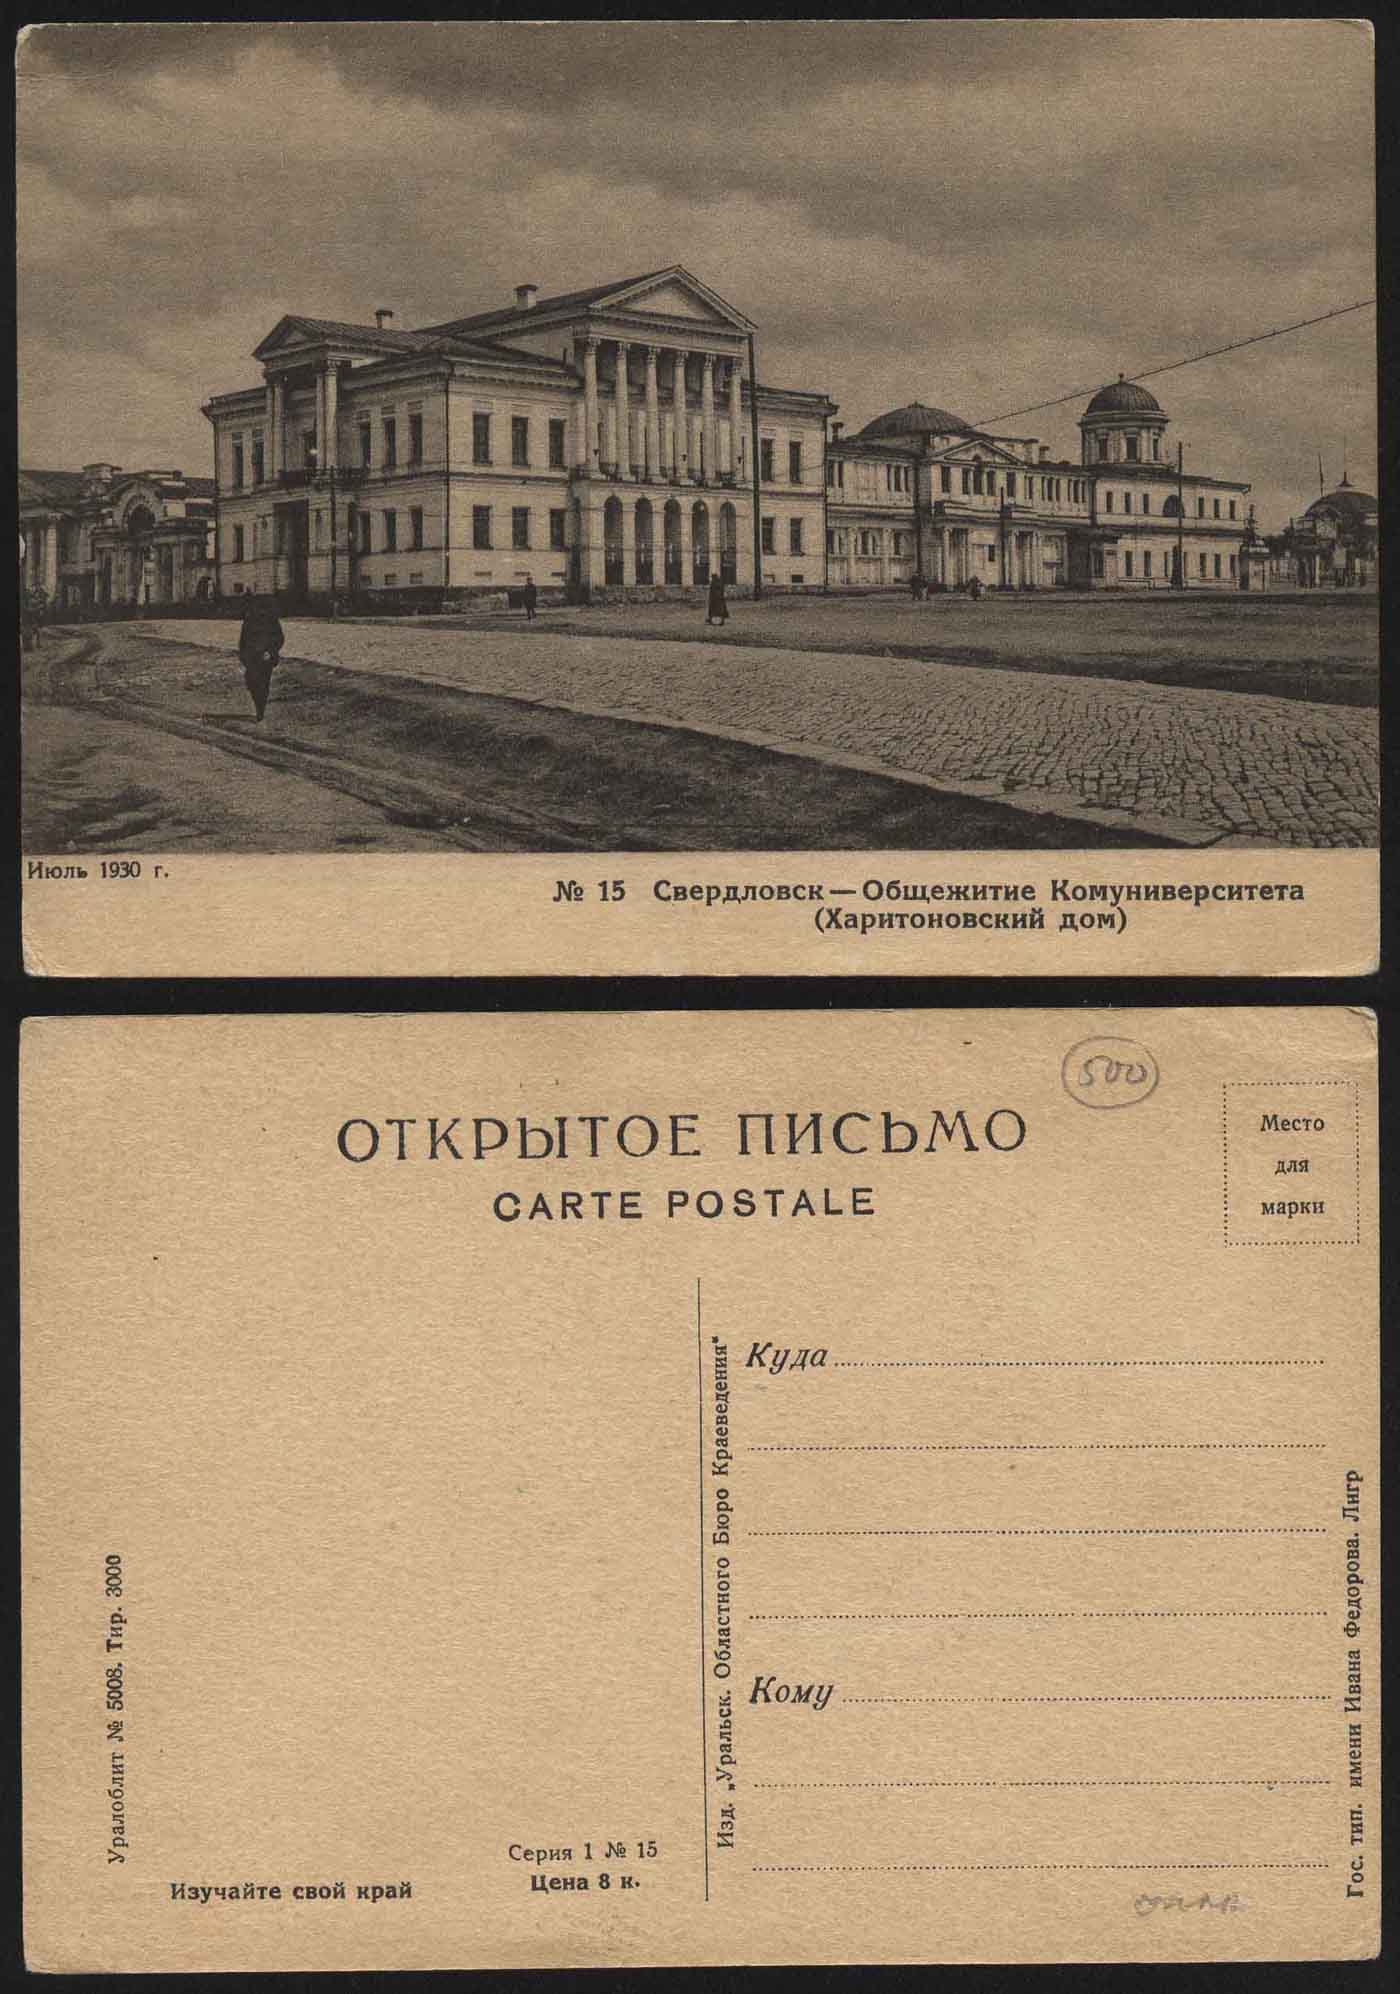 Июль 1930 г.
№ 15 Свердловск — Общежитие Комуниверситета
(Харитоновский дом)
500
ОТКРЫТОЕ ПИСЬМО
CARTE POSTALE
Место
для
марки
Куда
Кому
Изд. „Уральск. Областного Бюро Краеведения"
Гос. тип. имени Ивана Федорова. Лнгр
Уралоблит № 5008. Тир. 3000
Серия 1 № 15
Цена 8 к.
Изучайте свой край